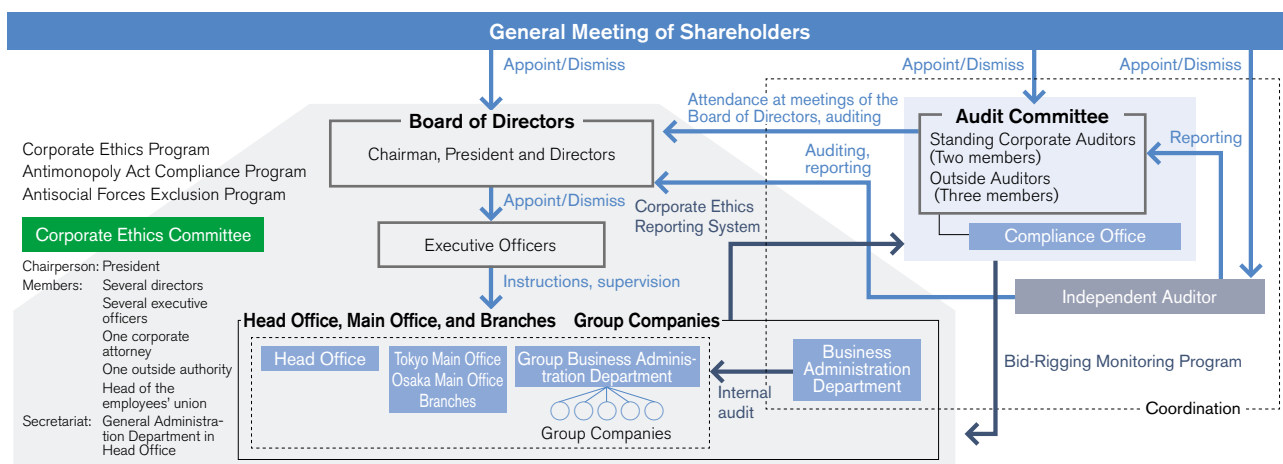 General Meeting of Shareholders
Appoint/Dismiss
Appoint/Dismiss
Appoint/Dismiss
Attendance at meetings of the
Board of Directors, auditing
Board of Directors
Chairman, President and Directors
Audit Committee
Standing Corporate Auditors
(Two members)
Outside Auditors
(Three members)
Reporting
Auditing,
reporting
Corporate Ethics Program
Antimonopoly Act Compliance Program
Antisocial Forces Exclusion Program
Appoint/Dismiss
Corporate Ethics
Reporting System
Corporate Ethics Committee
Executive Officers
Compliance Office
Chairperson: President
Members: Several directors
Several executive
officers
One corporate
attorney
One outside authority
Head of the
employees' union
Secretariat: General Administra-
tion Department in
Head Office
Instructions, supervision
Independent Auditor
Head Office, Main Office, and Branches
Group Companies
Head Office
Tokyo Main Office
Osaka Main Office
Branches
Group Business Adminis-
tration Department
Group Companies
Internal
audit
Business
Administration
Department
Bid-Rigging Monitoring Program
Coordination